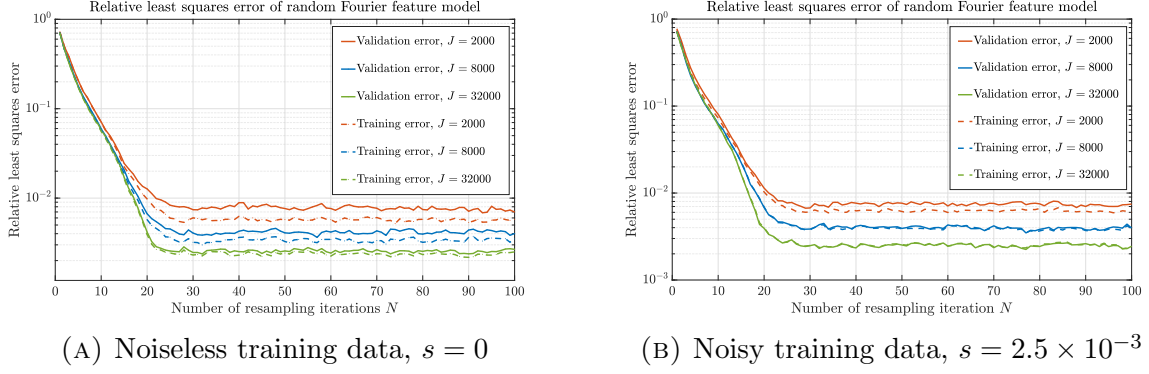 Relative least squares error of random Fourier feature model
10^0
10^{-1}
10^{-2}
Relative least squares error
Validation error, J = 2000
Validation error, J = 8000
Validation error, J = 32000
Training error, J = 2000
Training error, J = 8000
Training error, J = 32000
0 10 20 30 40 50 60 70 80 90 100
Number of resampling iterations N
(A) Noiseless training data, s = 0
Relative least squares error of random Fourier feature model
10^0
10^{-1}
10^{-2}
10^{-3}
Relative least squares error
Validation error, J = 2000
Validation error, J = 8000
Validation error, J = 32000
Training error, J = 2000
Training error, J = 8000
Training error, J = 32000
0 10 20 30 40 50 60 70 80 90 100
Number of resampling iterations N
(B) Noisy training data, s = 2.5 × 10^{-3}